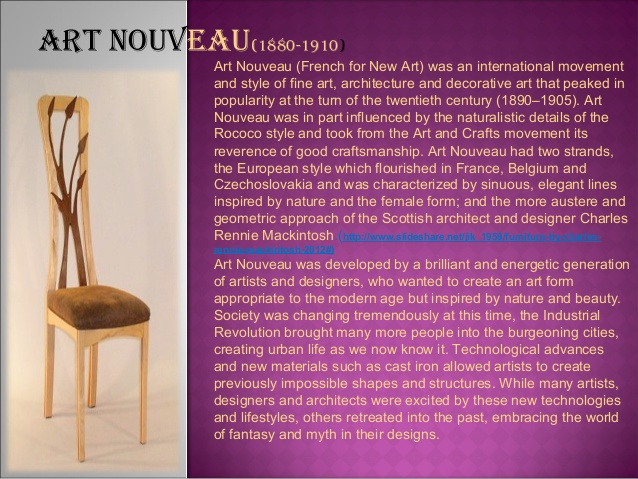 ART NOUVEAU(1880-1910)
Art Nouveau (French for New Art) was an international movement
and style of fine art, architecture and decorative art that peaked in
popularity at the turn of the twentieth century (1890–1905). Art
Nouveau was in part influenced by the naturalistic details of the
Rococo style and took from the Art and Crafts movement its
reverence of good craftsmanship. Art Nouveau had two strands,
the European style which flourished in France, Belgium and
Czechoslovakia and was characterized by sinuous, elegant lines
inspired by nature and the female form; and the more austere and
geometric approach of the Scottish architect and designer Charles
Rennie Mackintosh (
Art Nouveau was developed by a brilliant and energetic generation
of artists and designers, who wanted to create an art form
appropriate to the modern age but inspired by nature and beauty.
Society was changing tremendously at this time, the Industrial
Revolution brought many more people into the burgeoning cities,
creating urban life as we now know it. Technological advances
and new materials such as cast iron allowed artists to create
previously impossible shapes and structures. While many artists,
designers and architects were excited by these new technologies
and lifestyles, others retreated into the past, embracing the world
of fantasy and myth in their designs.